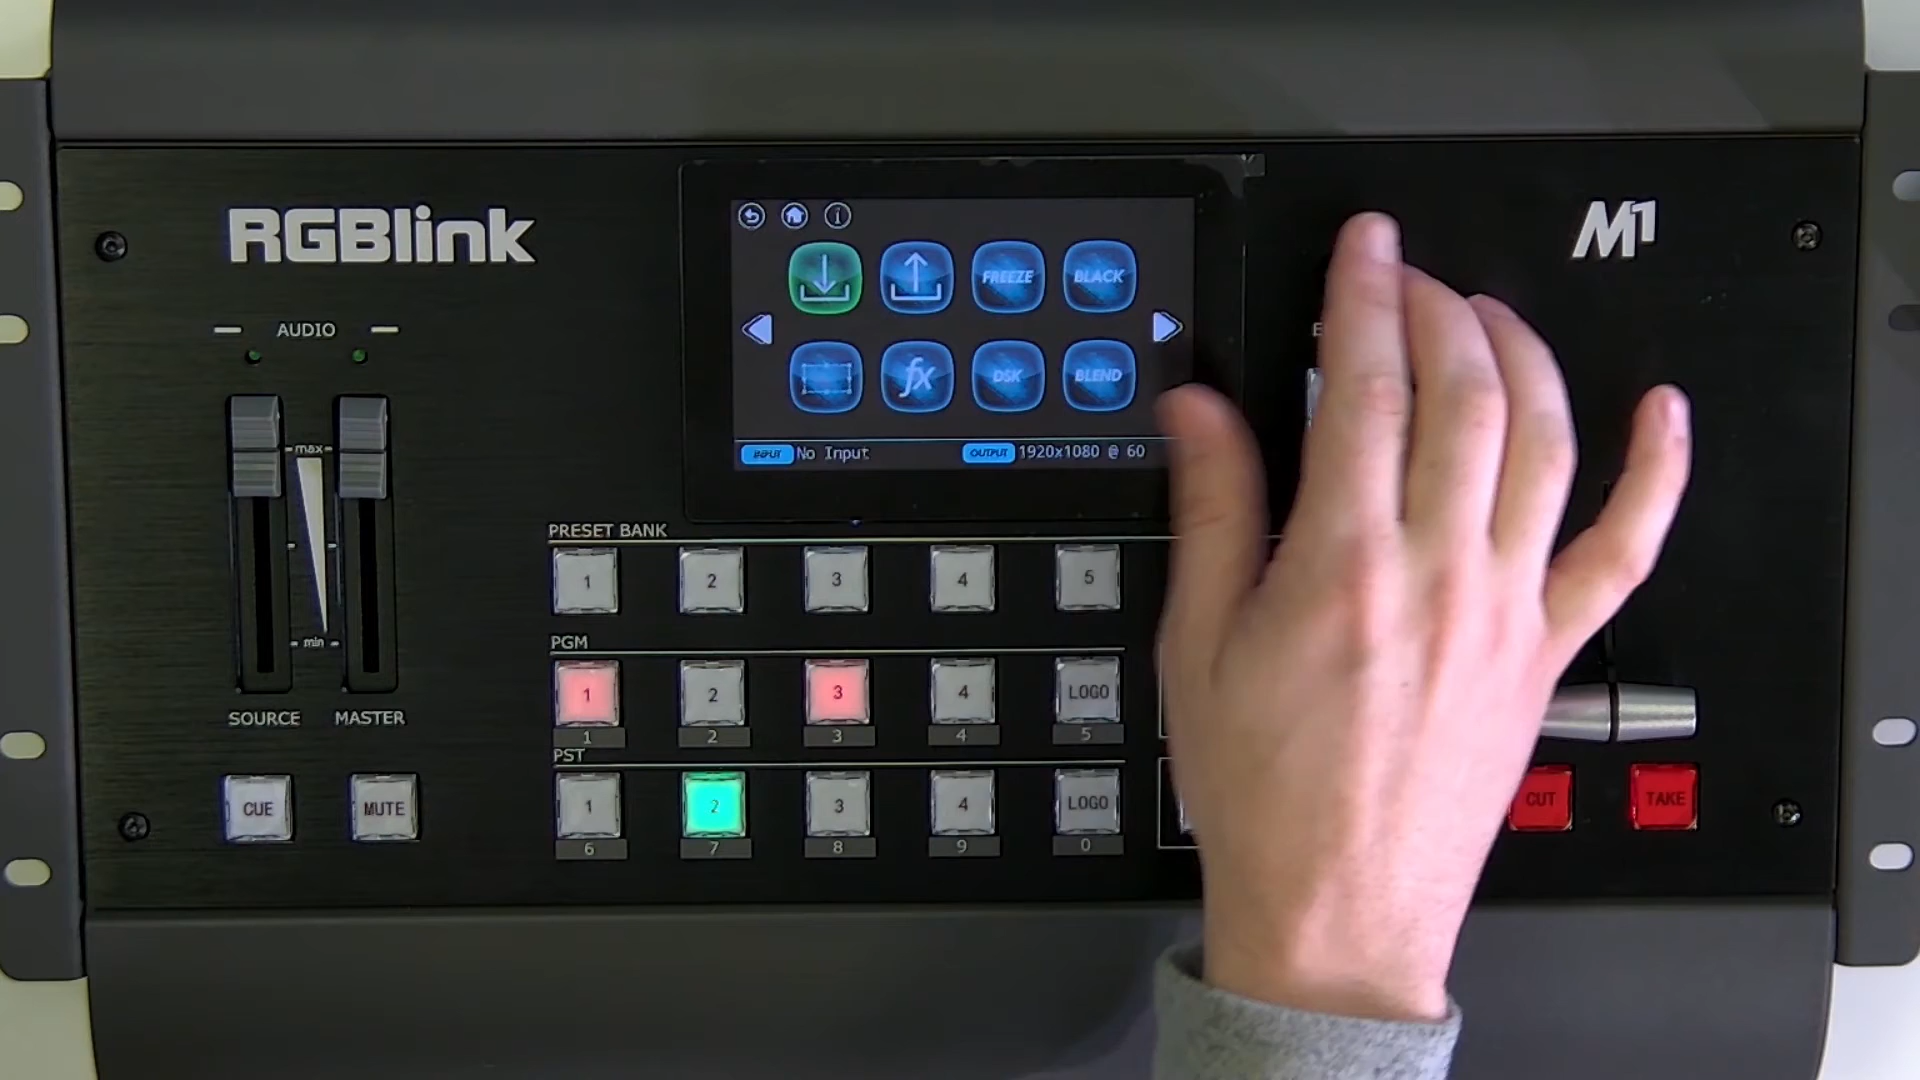 RGBlink
M1
AUDIO
FREEZE
BLACK
fx
DSK
BLEND
INPUT No Input
OUTPUT 1920x1080 @ 60
max
min
SOURCE
MASTER
CUE
MUTE
PRESET BANK
1 2 3 4 5
PGM
1 2 3 4 LOGO
1 2 3 4 5
PST
1 2 3 4 LOGO
6 7 8 9 0
CUT
TAKE